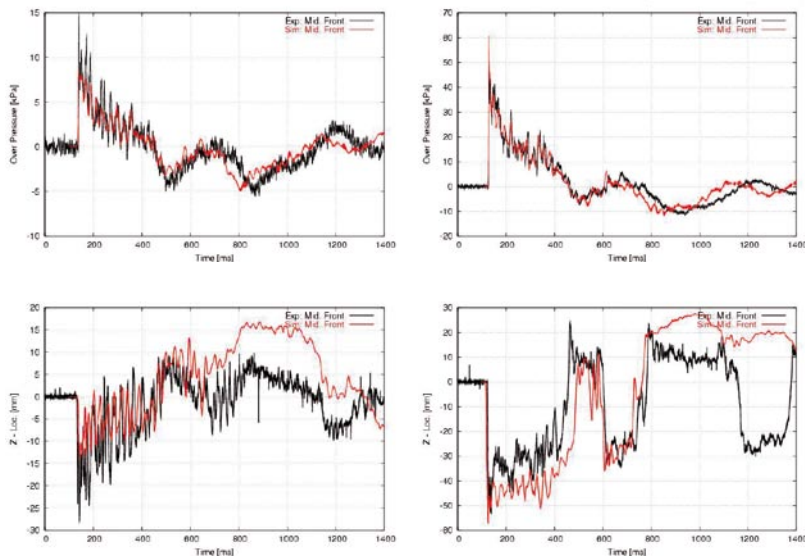 15
10
5
0
-5
-10
Over Pressure [kPa]
Exp: Mid. Front
Sim: Mid. Front
0 200 400 600 800 1000 1200 1400
Time [ms]
70
60
50
40
30
20
10
0
-10
-20
Over Pressure [kPa]
Exp: Mid. Front
Sim: Mid. Front
0 200 400 600 800 1000 1200 1400
Time [ms]
20
15
10
5
0
-5
-10
-15
-20
-25
-30
Z - Loc. [mm]
Exp: Mid. Front
Sim: Mid. Front
0 200 400 600 800 1000 1200 1400
Time [ms]
30
20
10
0
-10
-20
-30
-40
-50
-60
Z - Loc. [mm]
Exp: Mid. Front
Sim: Mid. Front
0 200 400 600 800 1000 1200 1400
Time [ms]